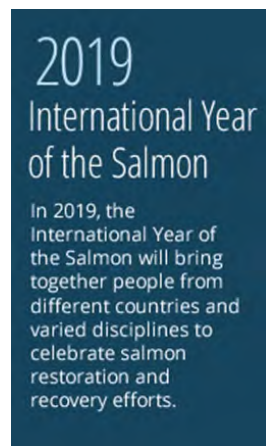 2019
International Year
of the Salmon
In 2019, the
International Year of
the Salmon will bring
together people from
different countries and
varied disciplines to
celebrate salmon
restoration and
recovery efforts.